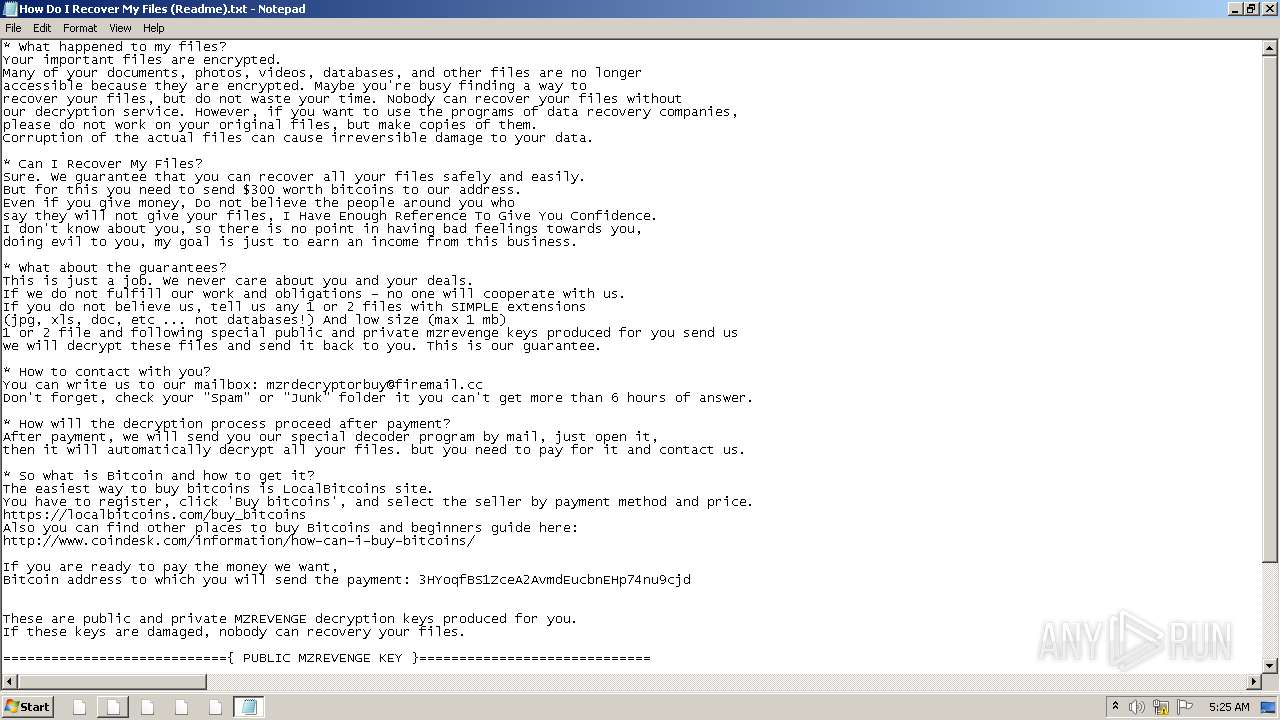 How Do I Recover My Files (Readme).txt - Notepad
File Edit Format View Help
* What happened to my files?
Your important files are encrypted.
Many of your documents, photos, videos, databases, and other files are no longer
accessible because they are encrypted. Maybe you're busy finding a way to
recover your files, but do not waste your time. Nobody can recover your files without
our decryption service. However, if you want to use the programs of data recovery companies,
please do not work on your original files, but make copies of them.
Corruption of the actual files can cause irreversible damage to your data.
* Can I Recover My Files?
Sure. We guarantee that you can recover all your files safely and easily.
But for this you need to send $300 worth bitcoins to our address.
Even if you give money, Do not believe the people around you who
say they will not give your files, I Have Enough Reference To Give You Confidence.
I don't know about you, so there is no point in having bad feelings towards you,
doing evil to you, my goal is just to earn an income from this business.
* What about the guarantees?
This is just a job. We never care about you and your deals.
If we do not fulfill our work and obligations - no one will cooperate with us.
If you do not believe us, tell us any 1 or 2 files with SIMPLE extensions
(jpg, xls, doc, etc ... not databases!) And low size (max 1 mb)
1 or 2 file and following special public and private mzrevenge keys produced for you send us
we will decrypt these files and send it back to you. This is our guarantee.
* How to contact with you?
You can write us to our mailbox: mzrdecryptorbuy@firemail.cc
Don't forget, check your "Spam" or "Junk" folder it you can't get more than 6 hours of answer.
* How will the decryption process proceed after payment?
After payment, we will send you our special decoder program by mail, just open it,
then it will automatically decrypt all your files. but you need to pay for it and contact us.
* So what is Bitcoin and how to get it?
The easiest way to buy bitcoins is LocalBitcoins site.
You have to register, click 'Buy bitcoins', and select the seller by payment method and price.
https://localbitcoins.com/buy_bitcoins
Also you can find other places to buy Bitcoins and beginners guide here:
http://www.coindesk.com/information/how-can-i-buy-bitcoins/
If you are ready to pay the money we want,
Bitcoin address to which you will send the payment: 3HYoqfBS1ZceA2AvmdEucbnEHp74nu9cjd
These are public and private MZREVENGE decryption keys produced for you.
If these keys are damaged, nobody can recovery your files.
============================{ PUBLIC MZREVENGE KEY }=============================
ANY RUN
Start
5:25 AM